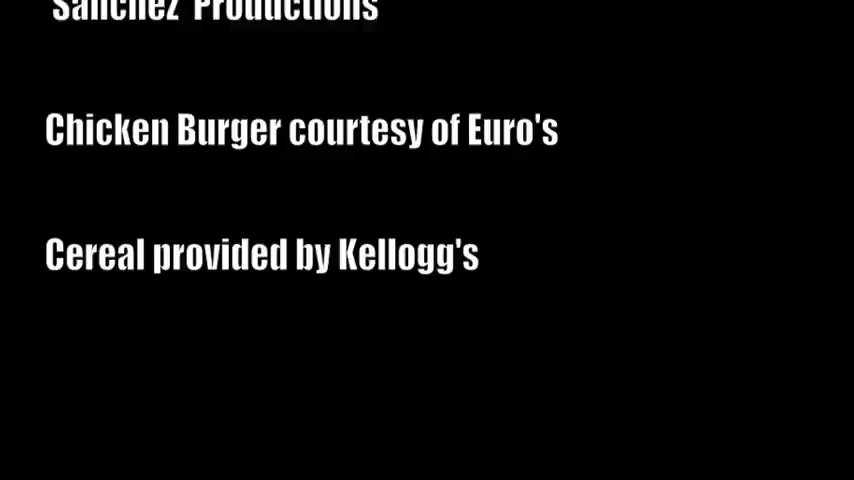 Sanchez Productions
Chicken Burger courtesy of Euro's
Cereal provided by Kellogg's